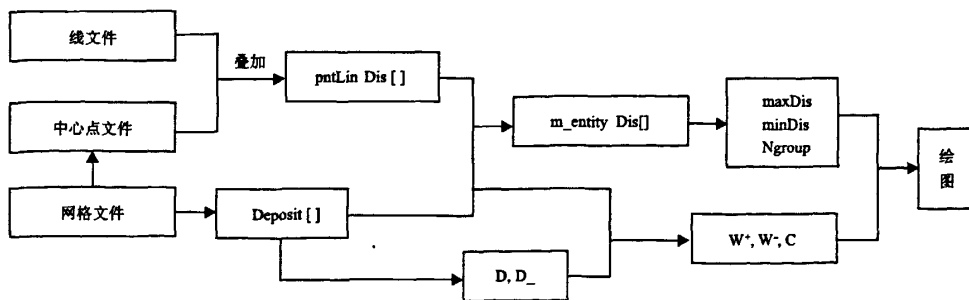 线文件
叠加
pntLin Dis [ ]
中心点文件
m_entity Dis[]
maxDis
minDis
Ngroup
绘
图
网格文件
Deposit [ ]
W⁺, W⁻, C
D, D_